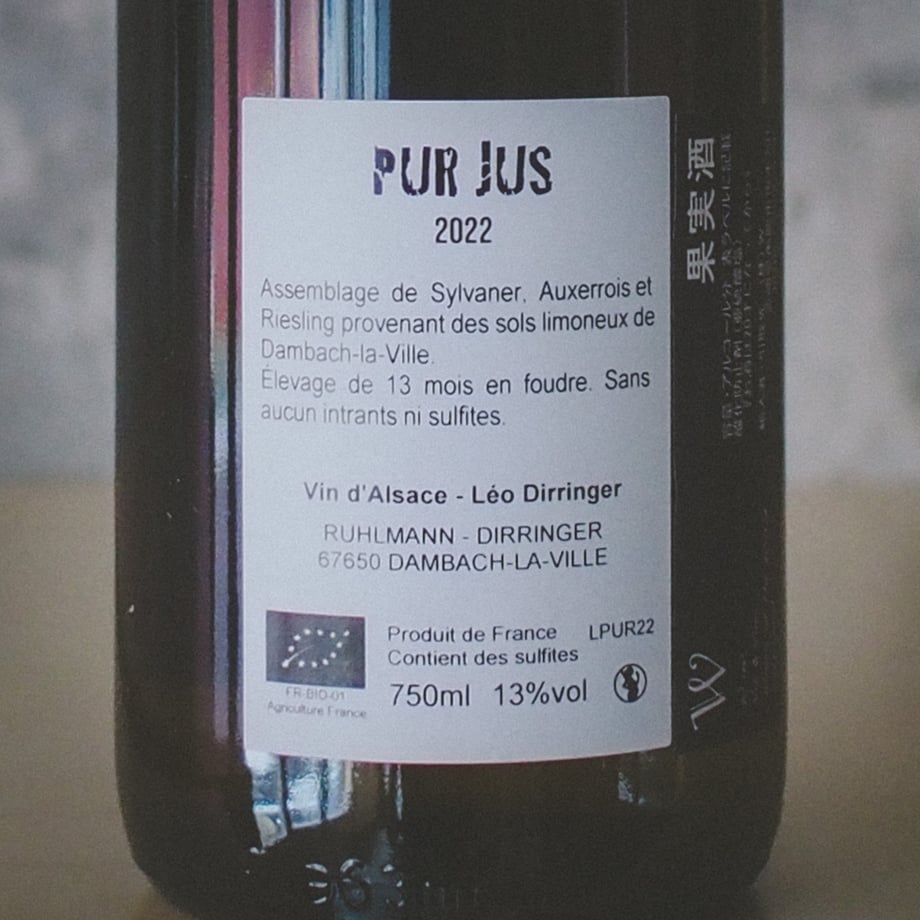 PUR JUS
2022
Assemblage de Sylvaner, Auxerrois et
Riesling provenant des sols limoneux de
Dambach-la-Ville.
Élevage de 13 mois en foudre. Sans
aucun intrants ni sulfites.
Vin d'Alsace - Léo Dirringer
RUHLMANN - DIRRINGER
67650 DAMBACH-LA-VILLE
Produit de France LPUR22
Contient des sulfites
750ml 13%vol
FR-BIO-01
Agriculture France
果実酒